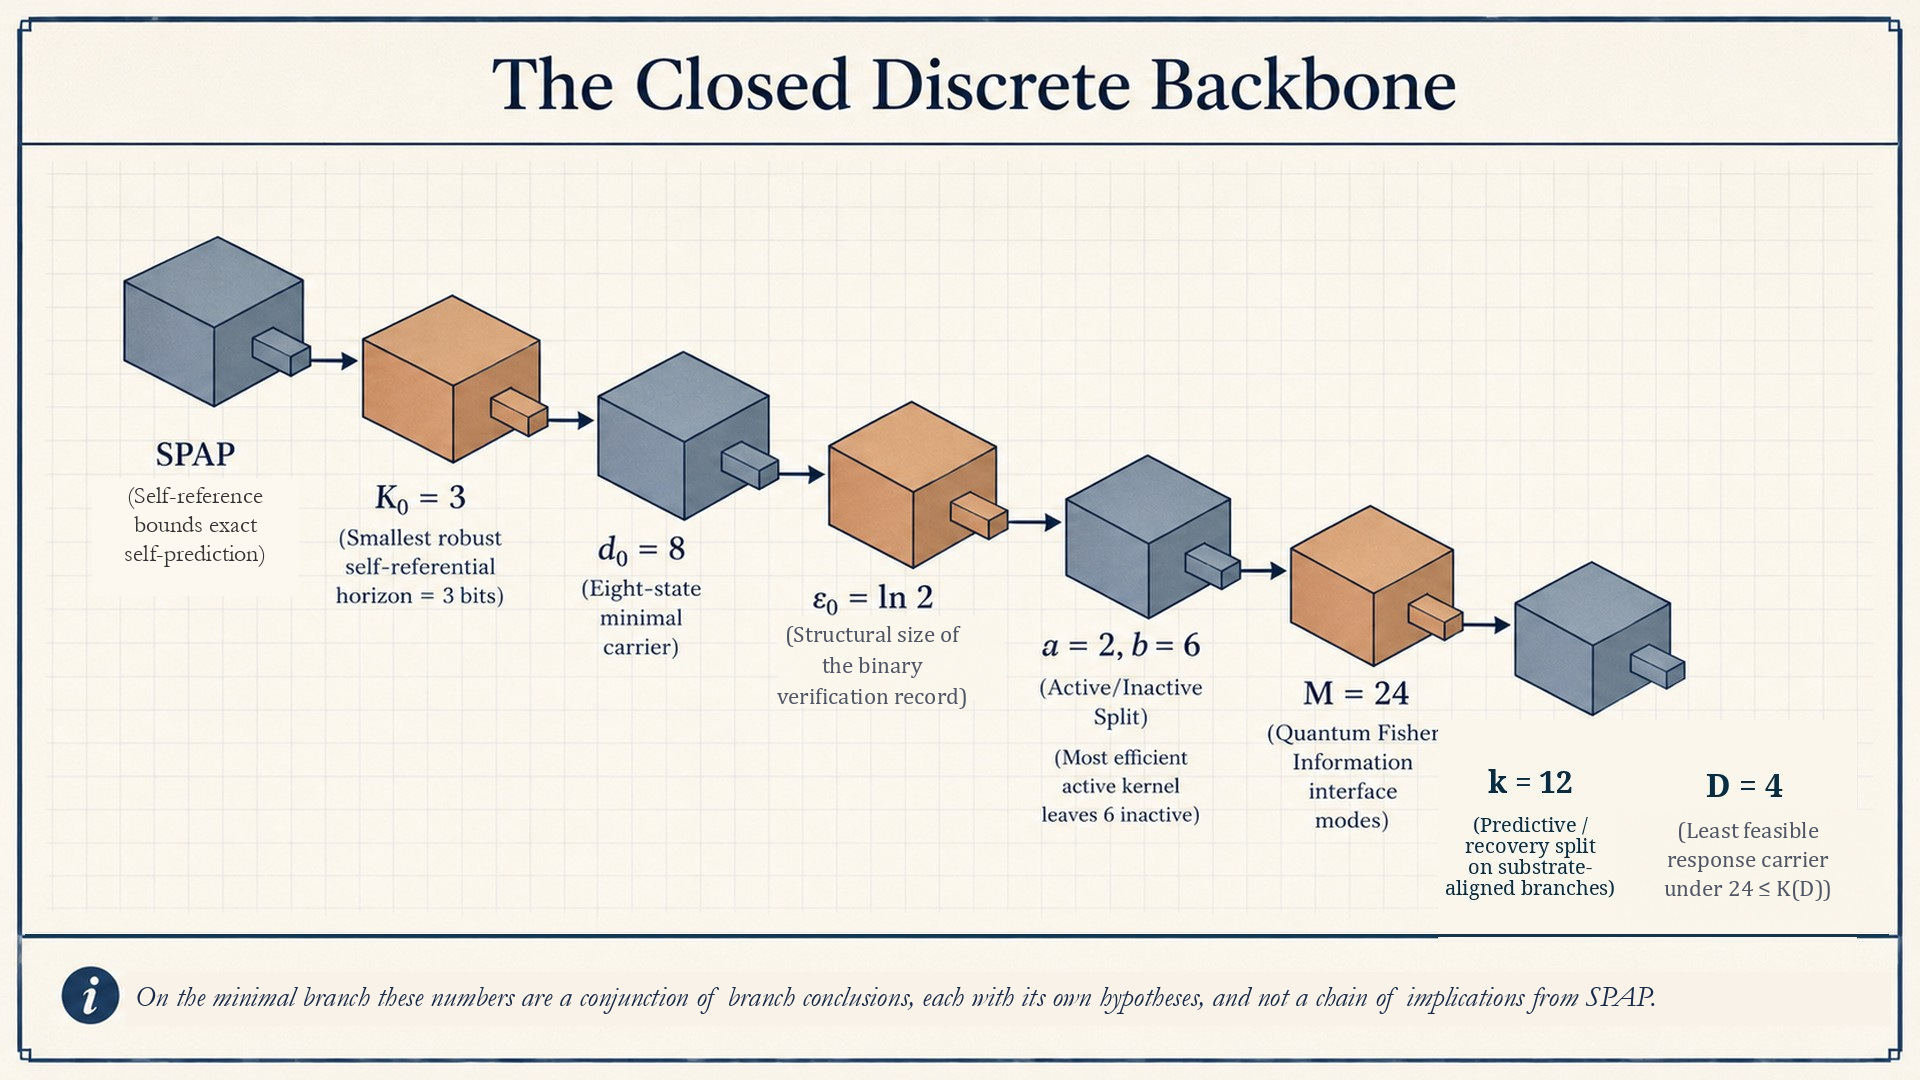 The Closed Discrete Backbone
SPAP
(Self-reference
bounds exact
self-prediction)
K₀ = 3
(Smallest robust
self-referential
horizon = 3 bits)
d₀ = 8
(Eight-state
minimal
carrier)
ε₀ = ln 2
(Structural size of
the binary
verification record)
a = 2, b = 6
(Active/Inactive
Split)
(Most efficient
active kernel
leaves 6 inactive)
M = 24
(Quantum Fisher
Information
interface
modes)
k = 12
(Predictive /
recovery split
on substrate-
aligned branches)
D = 4
(Least feasible
response carrier
under 24 ≤ K(D))
i
On the minimal branch these numbers are a conjunction of branch conclusions, each with its own hypotheses, and not a chain of implications from SPAP.